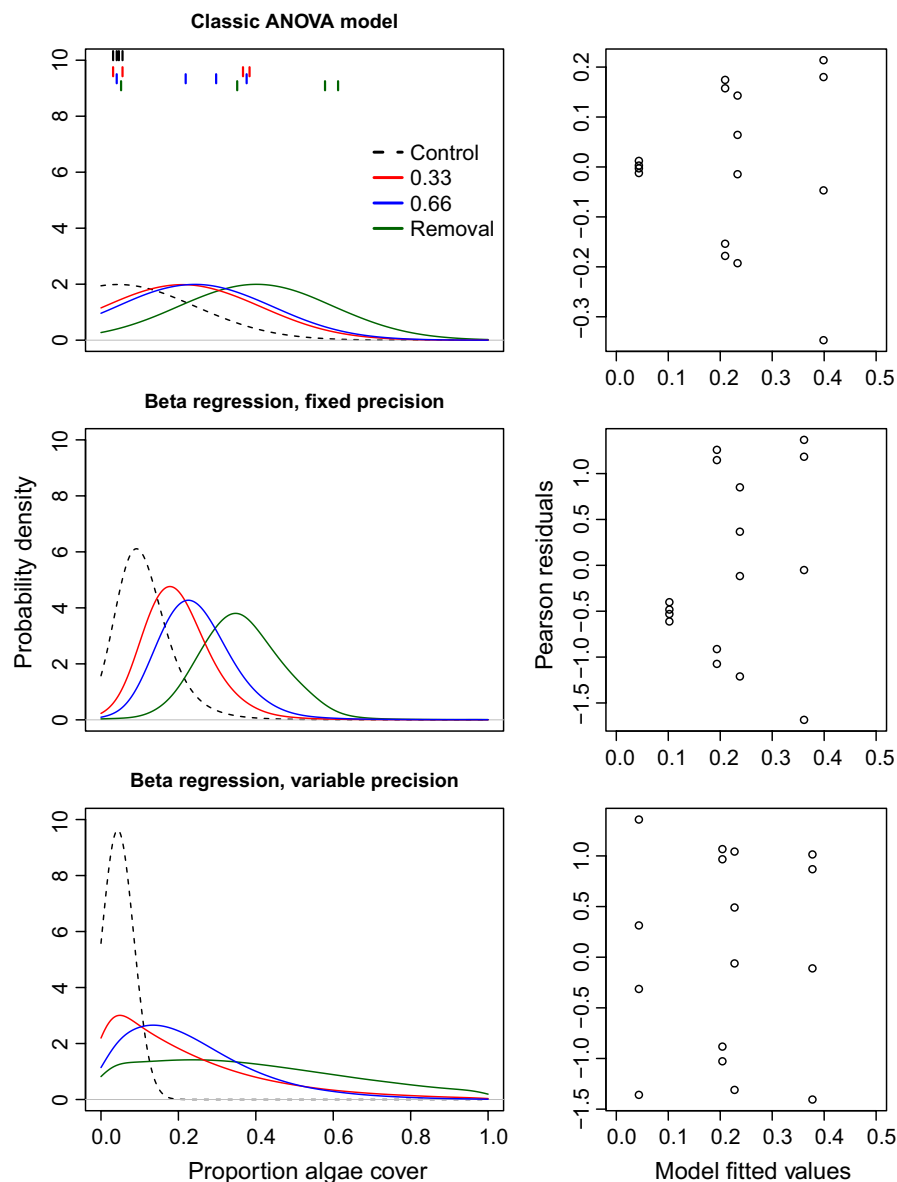 Classic ANOVA model
10
8
6
4
2
0
Control
0.33
0.66
Removal
0.2
0.1
0.0
−0.1
−0.3
0.0 0.1 0.2 0.3 0.4 0.5
Beta regression, fixed precision
Probability density
10
8
6
4
2
0
Pearson residuals
1.0
0.5
0.0
−0.5
−1.0
−1.5
0.0 0.1 0.2 0.3 0.4 0.5
Beta regression, variable precision
10
8
6
4
2
0
0.0 0.2 0.4 0.6 0.8 1.0
Proportion algae cover
1.0
0.5
0.0
−0.5
−1.0
−1.5
0.0 0.1 0.2 0.3 0.4 0.5
Model fitted values